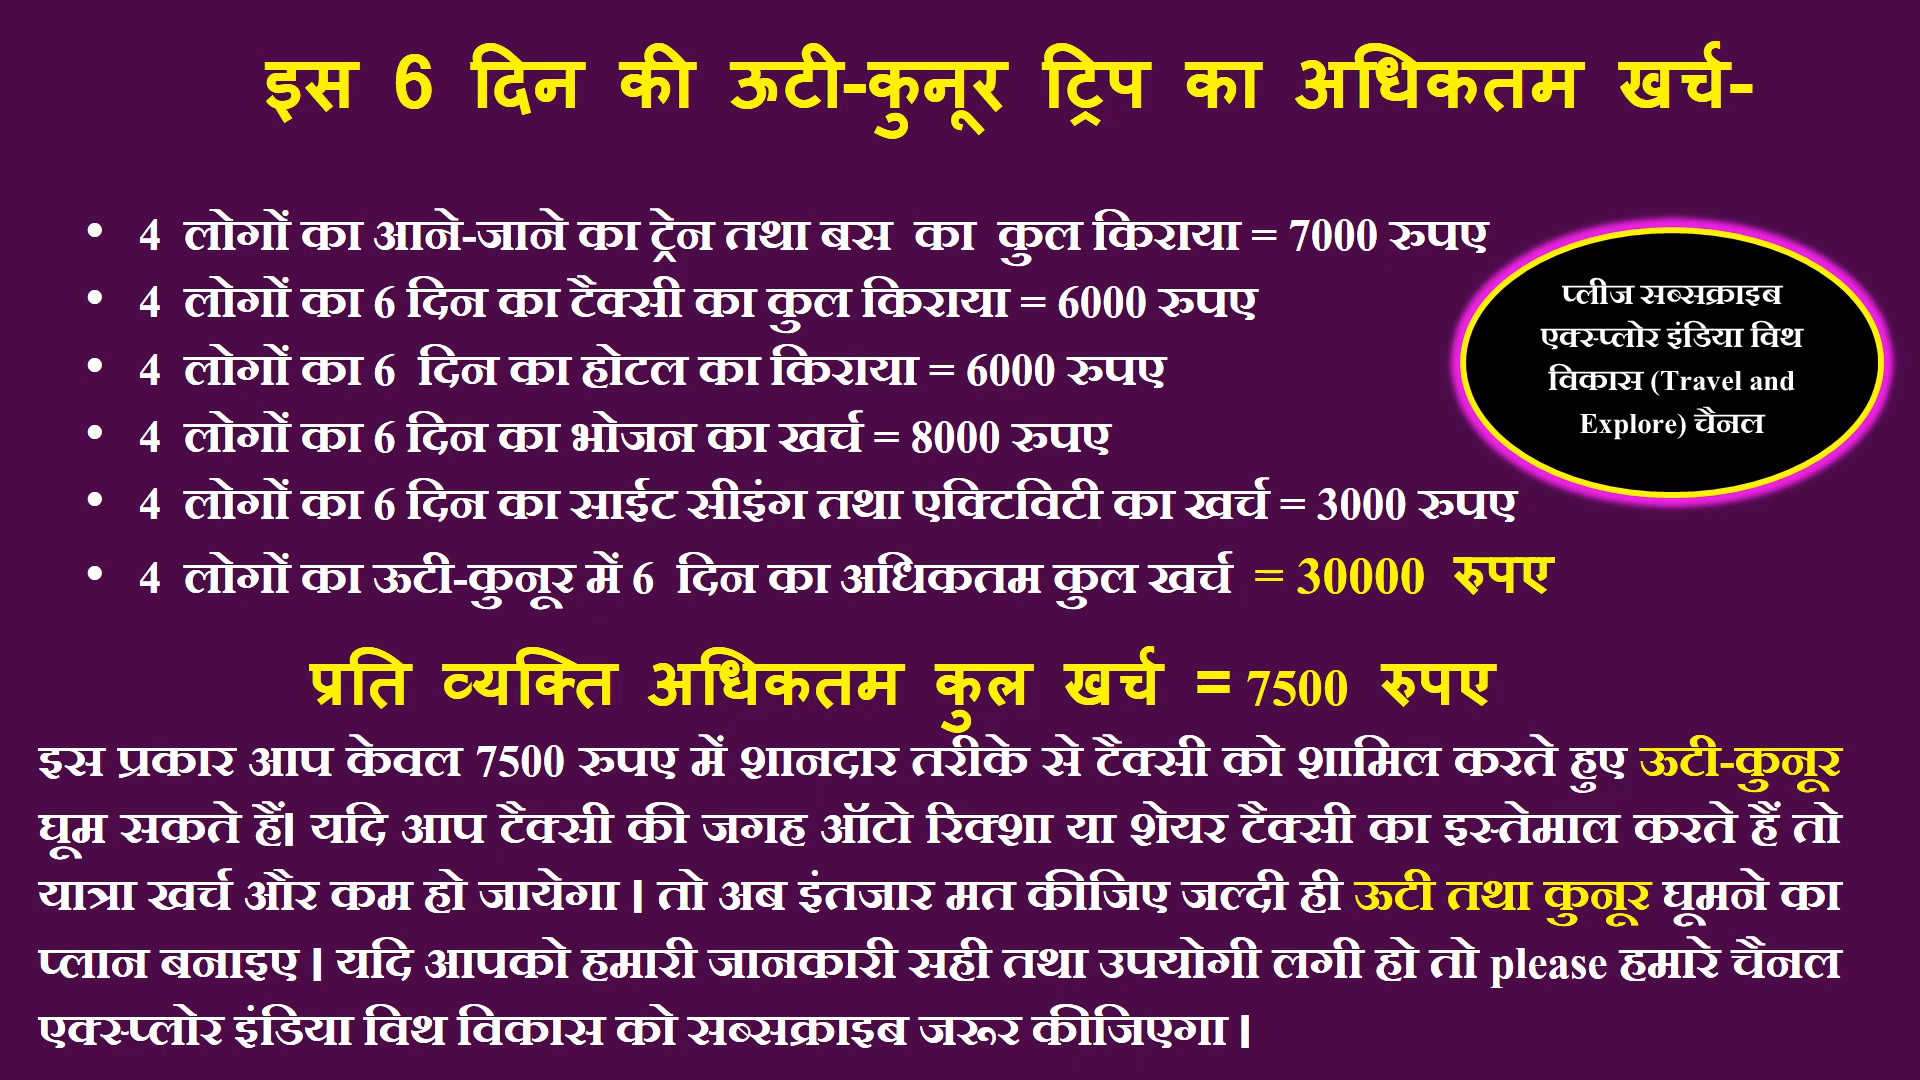 इस 6 दिन की ऊटी-कुनूर ट्रिप का अधिकतम खर्च-
• 4 लोगों का आने-जाने का ट्रेन तथा बस का कुल किराया = 7000 रुपए
• 4 लोगों का 6 दिन का टैक्सी का कुल किराया = 6000 रुपए
• 4 लोगों का 6 दिन का होटल का किराया = 6000 रुपए
• 4 लोगों का 6 दिन का भोजन का खर्च = 8000 रुपए
• 4 लोगों का 6 दिन का साईट सीइंग तथा एक्टिविटी का खर्च = 3000 रुपए
• 4 लोगों का ऊटी-कुनूर में 6 दिन का अधिकतम कुल खर्च = 30000 रुपए
प्लीज सब्सक्राइब
एक्स्प्लोर इंडिया विथ
विकास (Travel and
Explore) चैनल
प्रति व्यक्ति अधिकतम कुल खर्च = 7500 रुपए
इस प्रकार आप केवल 7500 रुपए में शानदार तरीके से टैक्सी को शामिल करते हुए ऊटी-कुनूर
घूम सकते हैं। यदि आप टैक्सी की जगह ऑटो रिक्शा या शेयर टैक्सी का इस्तेमाल करते हैं तो
यात्रा खर्च और कम हो जायेगा । तो अब इंतजार मत कीजिए जल्दी ही ऊटी तथा कुनूर घूमने का
प्लान बनाइए । यदि आपको हमारी जानकारी सही तथा उपयोगी लगी हो तो please हमारे चैनल
एक्स्प्लोर इंडिया विथ विकास को सब्सक्राइब जरूर कीजिएगा ।